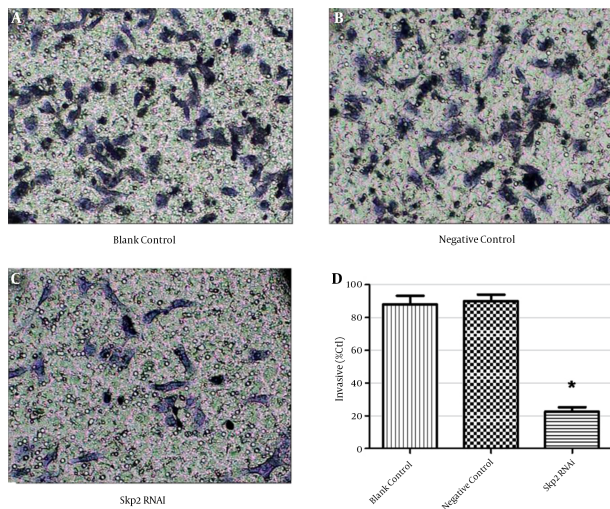 A
B
Blank Control
Negative Control
C
D
100
80
60
40
20
0
Invasive (%Ctl)
*
Blank Control
Negative Control
Skp2 RNAi
Skp2 RNAI